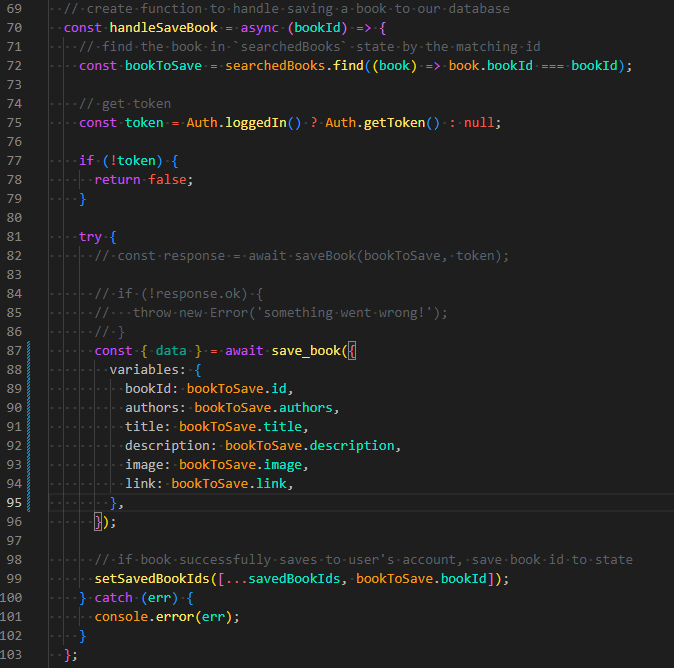 69 // create function to handle saving a book to our database
70 const handleSaveBook = async (bookId) => {
71 // find the book in `searchedBooks` state by the matching id
72 const bookToSave = searchedBooks.find((book) => book.bookId === bookId);
73
74 // get token
75 const token = Auth.loggedIn() ? Auth.getToken() : null;
76
77 if (!token) {
78 return false;
79 }
80
81 try {
82 // const response = await saveBook(bookToSave, token);
83
84 // if (!response.ok) {
85 //   throw new Error('something went wrong!');
86 // }
87 const { data } = await save_book({
88 variables: {
89 bookId: bookToSave.id,
90 authors: bookToSave.authors,
91 title: bookToSave.title,
92 description: bookToSave.description,
93 image: bookToSave.image,
94 link: bookToSave.link,
95 },
96 });
97
98 // if book successfully saves to user's account, save book id to state
99 setSavedBookIds([...savedBookIds, bookToSave.bookId]);
100 } catch (err) {
101 console.error(err);
102 }
103 };